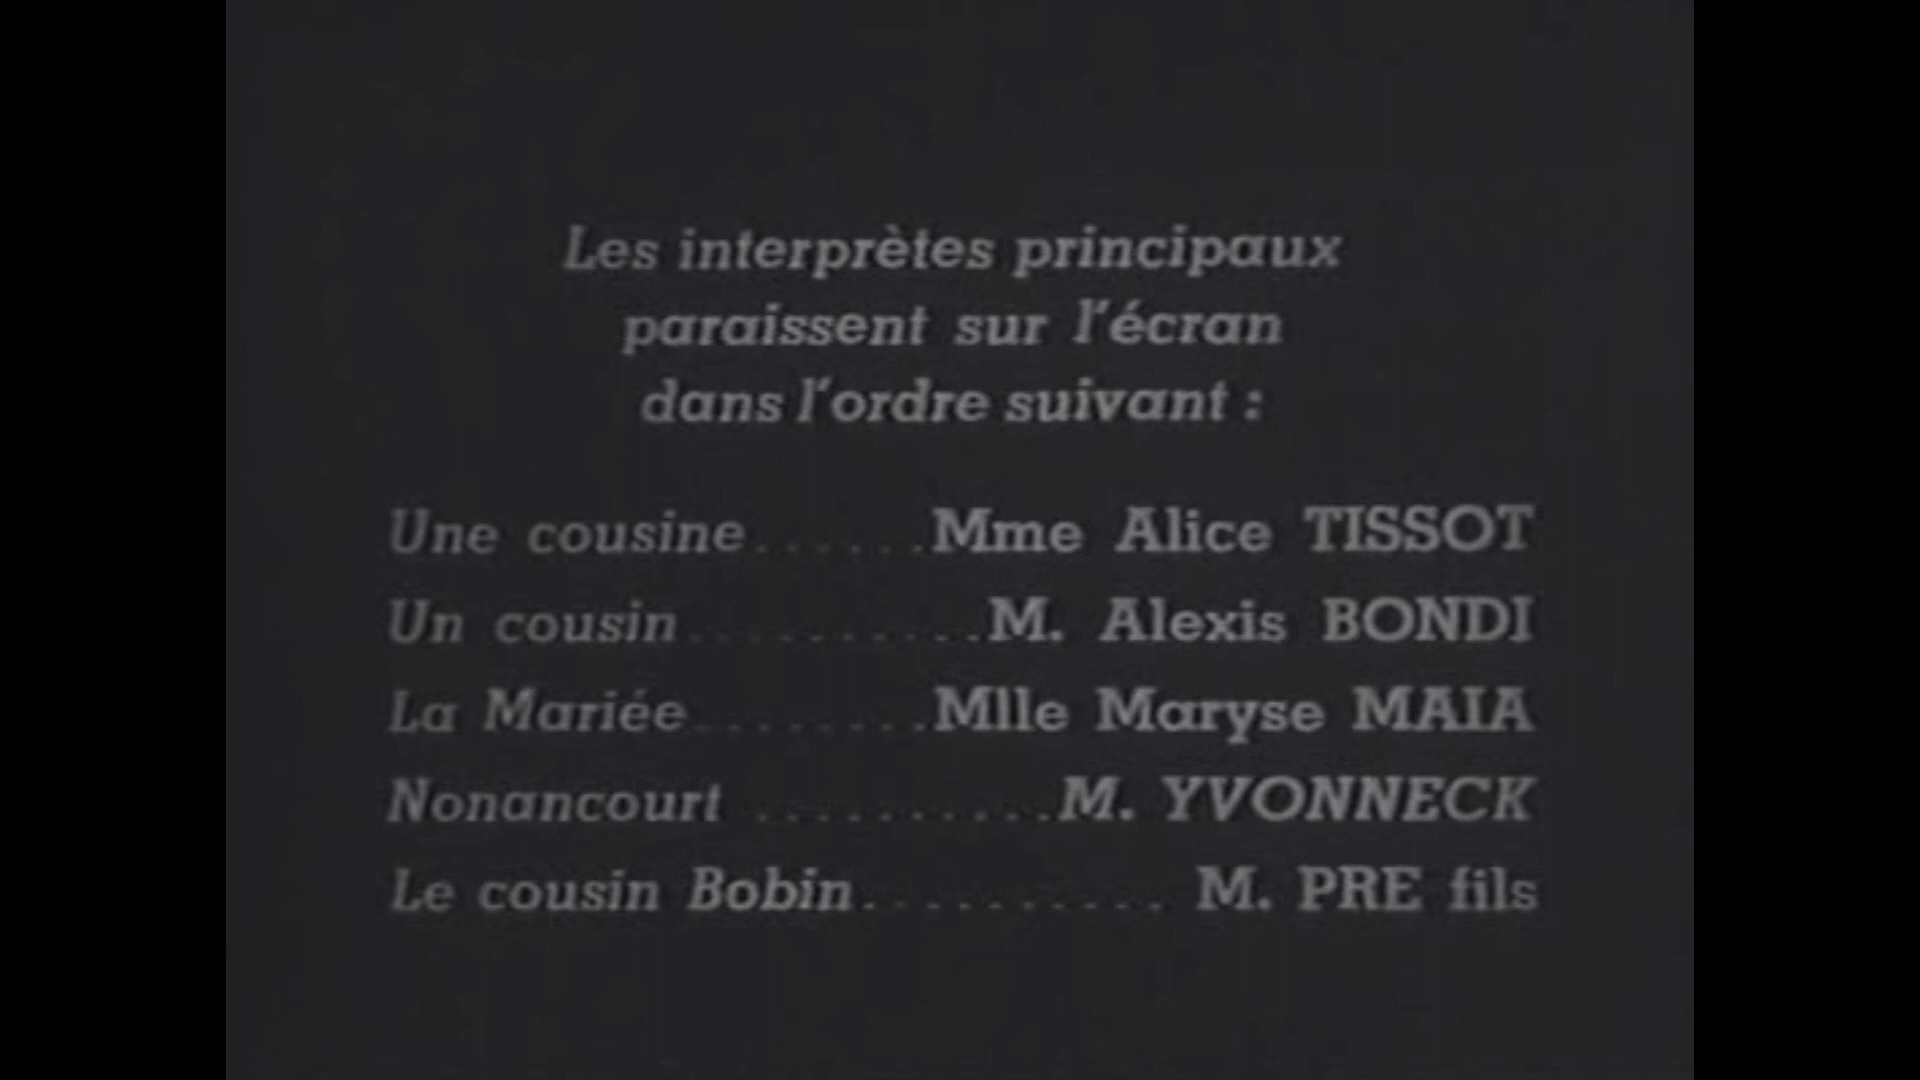 Les interprètes principaux
paraissent sur l'écran
dans l'ordre suivant :
Une cousine......Mme Alice TISSOT
Un cousin..........M. Alexis BONDI
La Mariée........Mlle Maryse MAIA
Nonancourt ..........M. YVONNECK
Le cousin Bobin.......... M. PRE fils